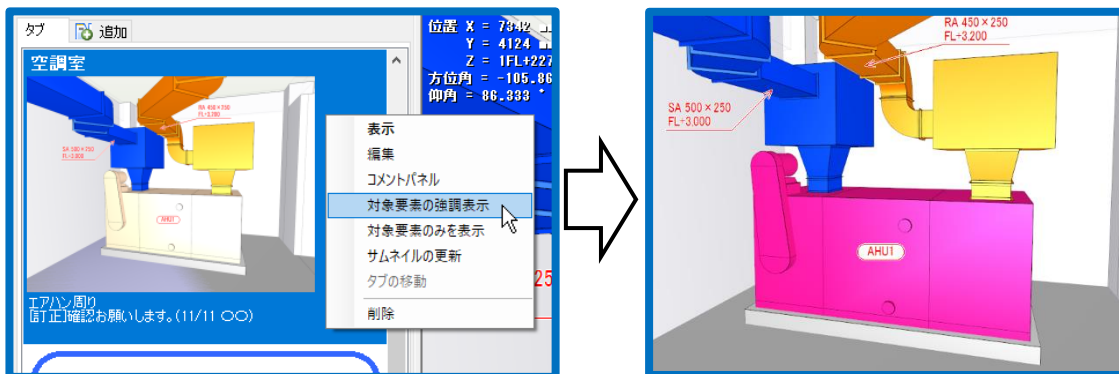 タブ 追加
空調室
RA 450×250
FL+3,200
SA 500×250
FL+3,000
AHU1
エアハン周り
[訂正]確認お願いします。(11/11 〇〇)
位置 X = 7342
Y = 4124
Z = 1FL+227
方位角 = -105.86
仰角 = 86.333 °
表示
編集
コメントパネル
対象要素の強調表示
対象要素のみを表示
サムネイルの更新
タブの移動
削除
25
RA 450×250
FL+3,200
SA 500×250
FL+3,000
AHU1